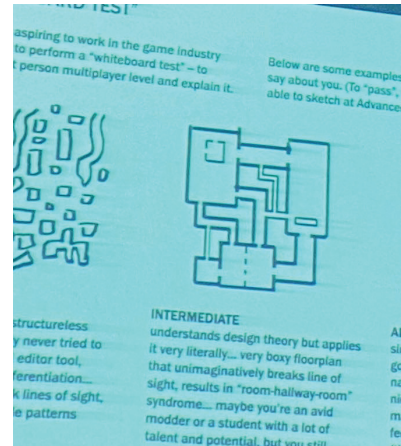 TEST"
aspiring to work in the game industry
to perform a "whiteboard test" – to
person multiplayer level and explain it.
Below are some examples
say about you. (To "pass",
able to sketch at Advance
structureless
never tried to
editor tool,
ferentiation...
lines of sight,
patterns
INTERMEDIATE
understands design theory but applies
it very literally... very boxy floorplan
that unimaginatively breaks line of
sight, results in "room-hallway-room"
syndrome... maybe you're an avid
modder or a student with a lot of
talent and potential, but you still